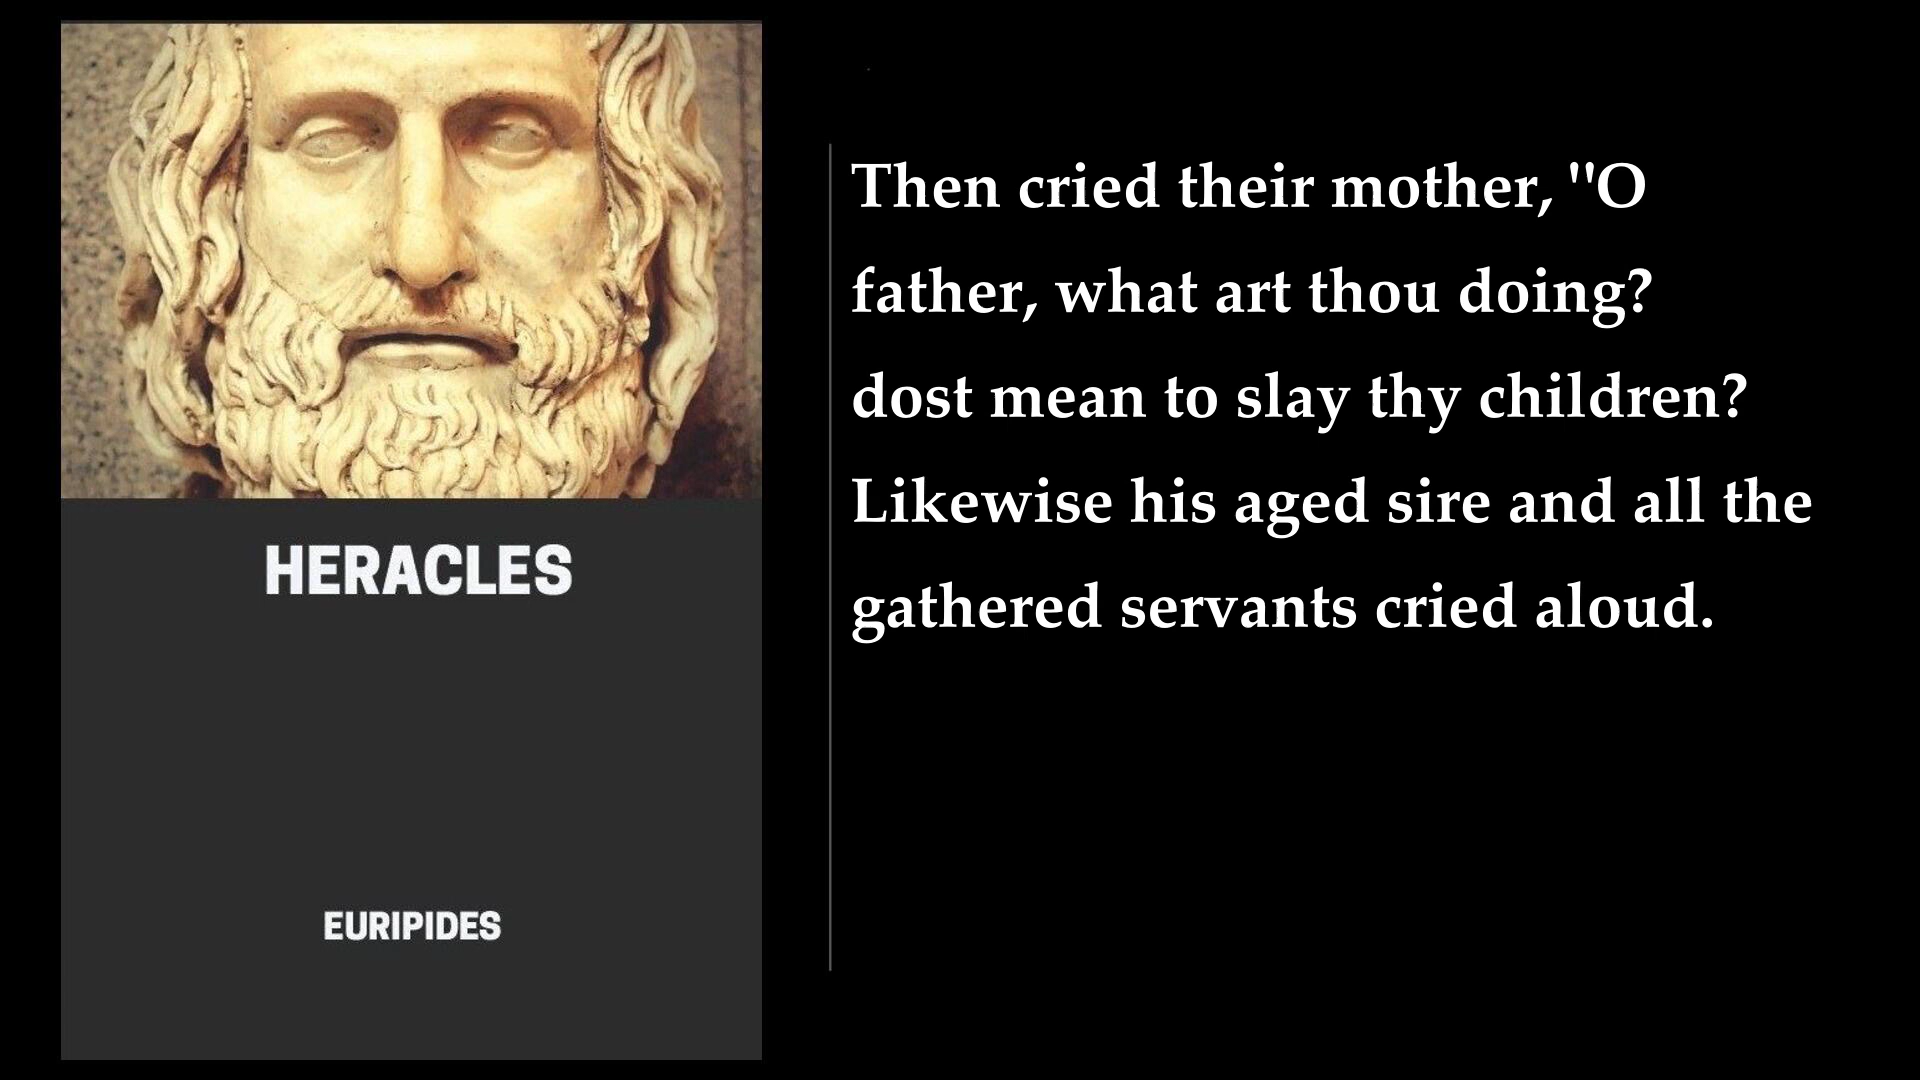 HERACLES
EURIPIDES
Then cried their mother, "O
father, what art thou doing?
dost mean to slay thy children?
Likewise his aged sire and all the
gathered servants cried aloud.